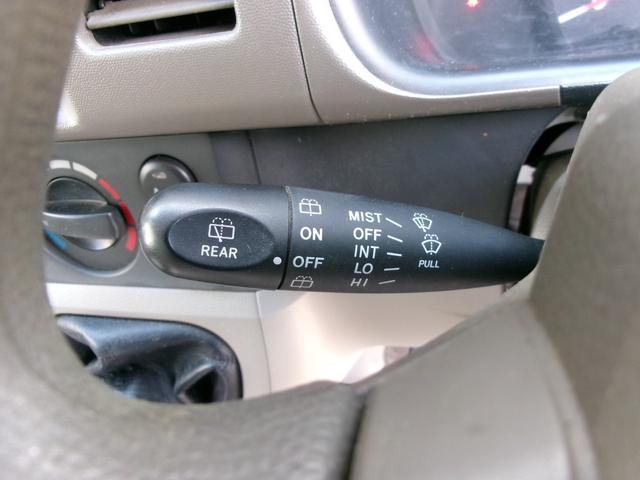 REAR
ON
OFF
MIST
OFF
INT
LO
HI
PULL